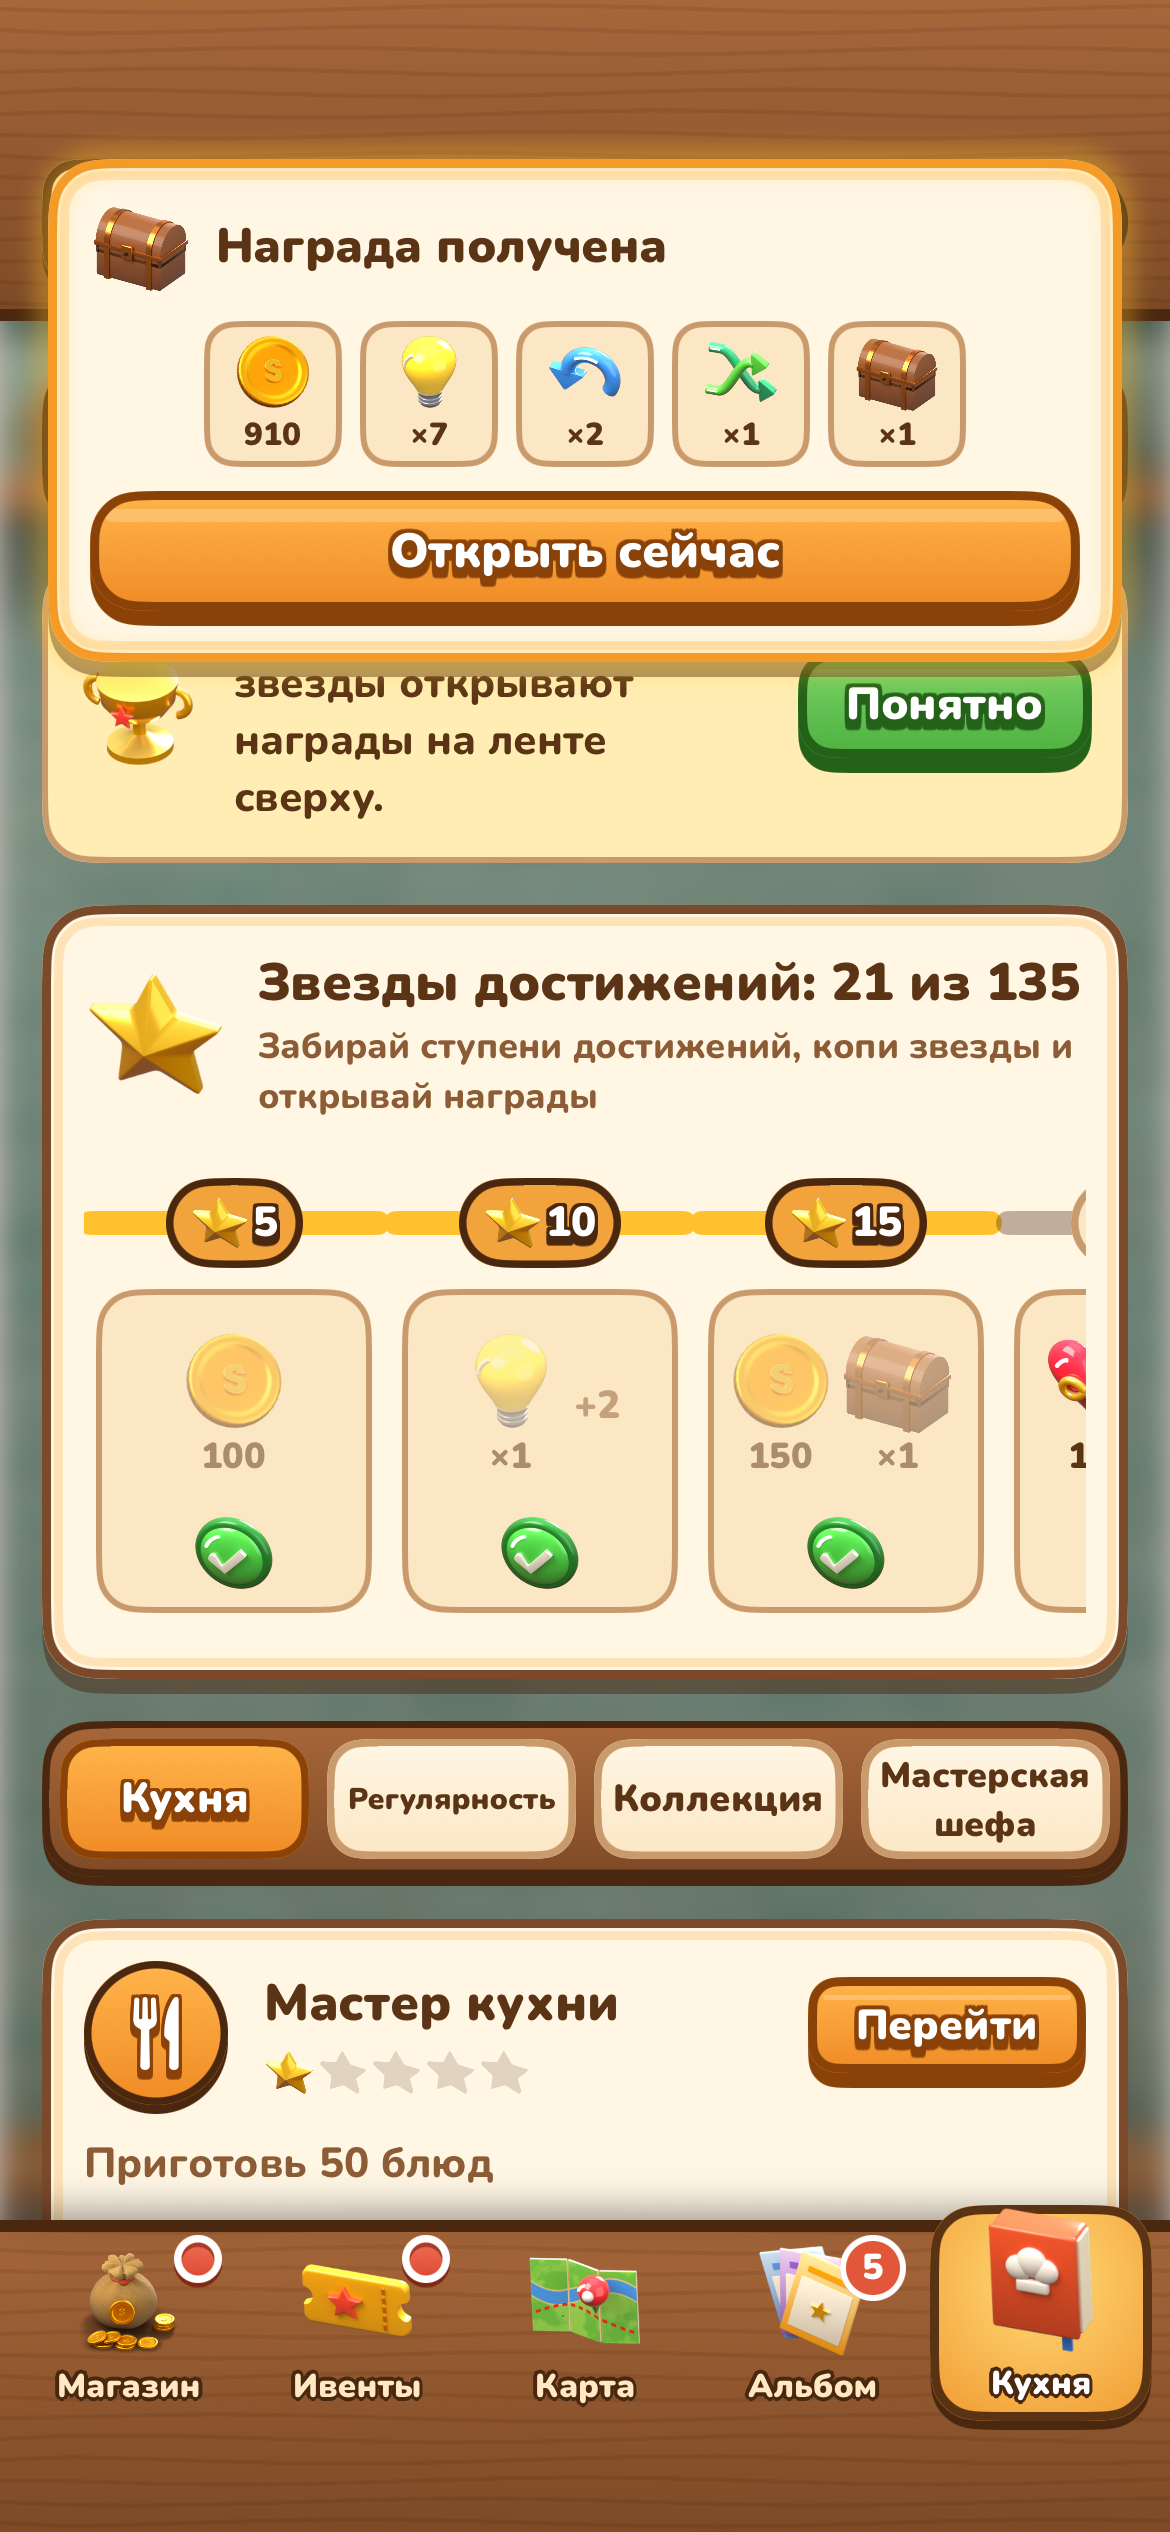 Награда получена
910
×7
×2
×1
×1
Открыть сейчас
звезды открывают
награды на ленте
сверху.
Понятно
Звезды достижений: 21 из 135
Забирай ступени достижений, копи звезды и
открывай награды
5
10
15
100
×1
+2
150
×1
1
Кухня
Регулярность
Коллекция
Мастерская
шефа
Мастер кухни
Перейти
Приготовь 50 блюд
5
Магазин
Ивенты
Карта
Альбом
Кухня